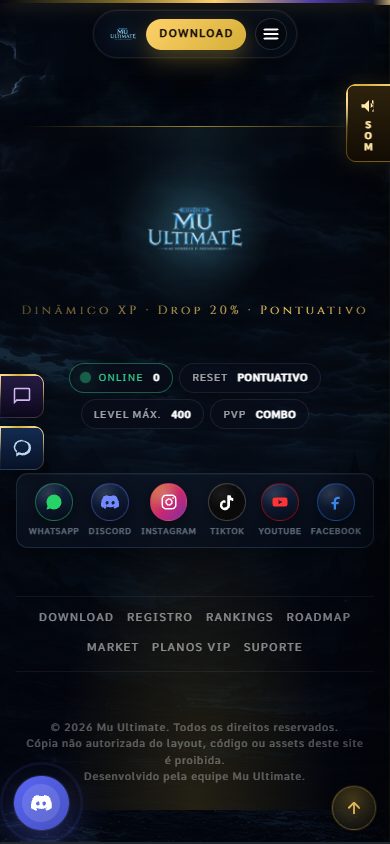 DOWNLOAD
SOM
MU
ULTIMATE
Dinâmico XP · Drop 20% · Pontuativo
ONLINE 0
RESET PONTUATIVO
LEVEL MÁX. 400
PVP COMBO
WHATSAPP DISCORD INSTAGRAM TIKTOK YOUTUBE FACEBOOK
DOWNLOAD REGISTRO RANKINGS ROADMAP
MARKET PLANOS VIP SUPORTE
© 2026 Mu Ultimate. Todos os direitos reservados.
Cópia não autorizada do layout, código ou assets deste site
é proibida.
Desenvolvido pela equipe Mu Ultimate.